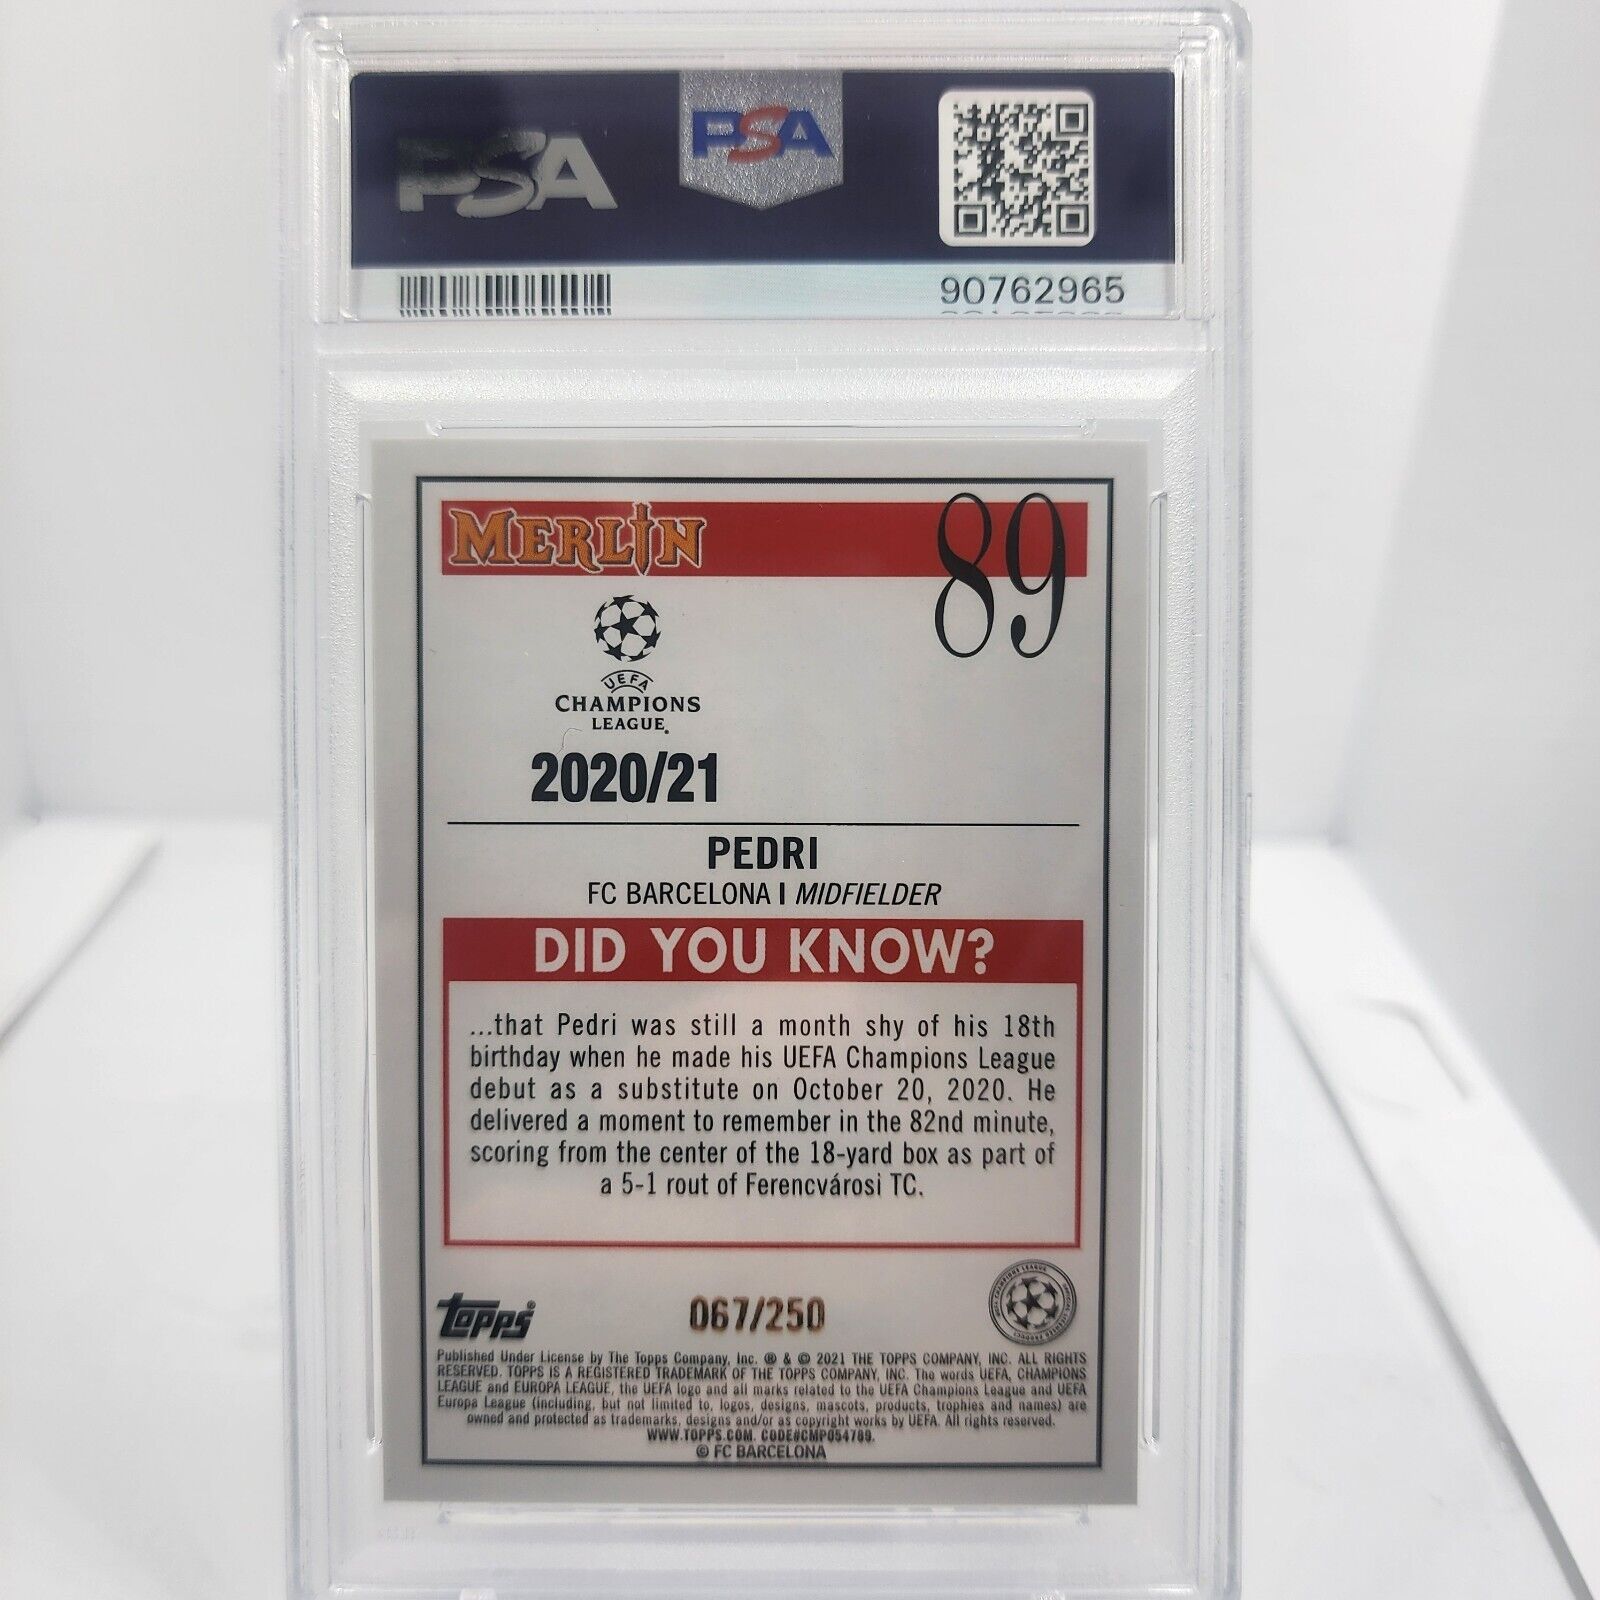 PSA
PSA
90762965
MERLIN
89
UEFA
CHAMPIONS
LEAGUE®
2020/21
PEDRI
FC BARCELONA | MIDFIELDER
DID YOU KNOW?
...that Pedri was still a month shy of his 18th
birthday when he made his UEFA Champions League
debut as a substitute on October 20, 2020. He
delivered a moment to remember in the 82nd minute,
scoring from the center of the 18-yard box as part of
a 5-1 rout of Ferencvárosi TC.
topps®
067/250
Published Under License by The Topps Company, Inc. ® & © 2021 THE TOPPS COMPANY, INC. ALL RIGHTS
RESERVED. TOPPS IS A REGISTERED TRADEMARK OF THE TOPPS COMPANY, INC. The words UEFA, CHAMPIONS
LEAGUE and EUROPA LEAGUE, the UEFA logo and all marks related to the UEFA Champions League and UEFA
Europa League (including, but not limited to, logos, designs, mascots, products, trophies and names) are
owned and protected as trademarks, designs and/or as copyright works by UEFA. All rights reserved.
WWW.TOPPS.COM. CODE#CMP054789.
© FC BARCELONA